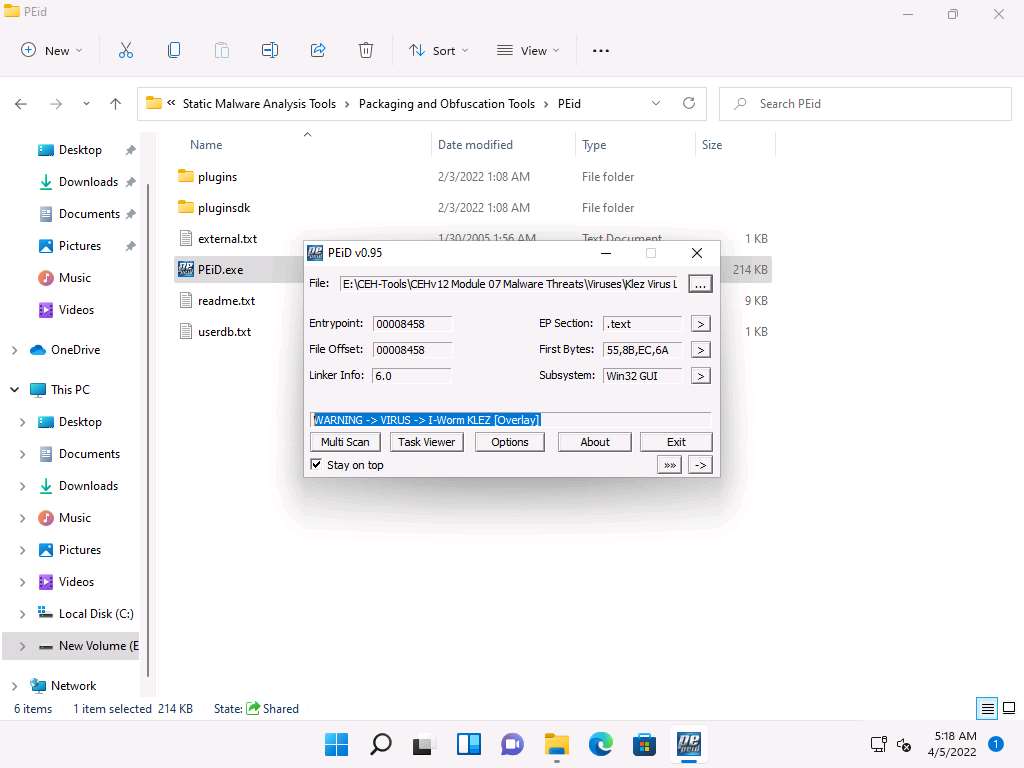 PEid
New
Sort
View
« Static Malware Analysis Tools > Packaging and Obfuscation Tools > PEid
Search PEid
Name Date modified Type Size
Desktop
Downloads
Documents
Pictures
Music
Videos
OneDrive
This PC
Desktop
Documents
Downloads
Music
Pictures
Videos
Local Disk (C:)
New Volume (E
Network
plugins 2/3/2022 1:08 AM File folder
pluginsdk 2/3/2022 1:08 AM File folder
external.txt 1/30/2005 1:56 AM Text Document 1 KB
PEiD.exe 214 KB
readme.txt 9 KB
userdb.txt 1 KB
PEiD v0.95
File: E:\CEH-Tools\CEHv12 Module 07 Malware Threats\Viruses\Klez Virus L ...
Entrypoint: 00008458 EP Section: .text >
File Offset: 00008458 First Bytes: 55,8B,EC,6A >
Linker Info: 6.0 Subsystem: Win32 GUI >
WARNING -> VIRUS -> I-Worm KLEZ [Overlay]
Multi Scan Task Viewer Options About Exit
Stay on top »» ->
6 items 1 item selected 214 KB State: Shared
5:18 AM
4/5/2022
1